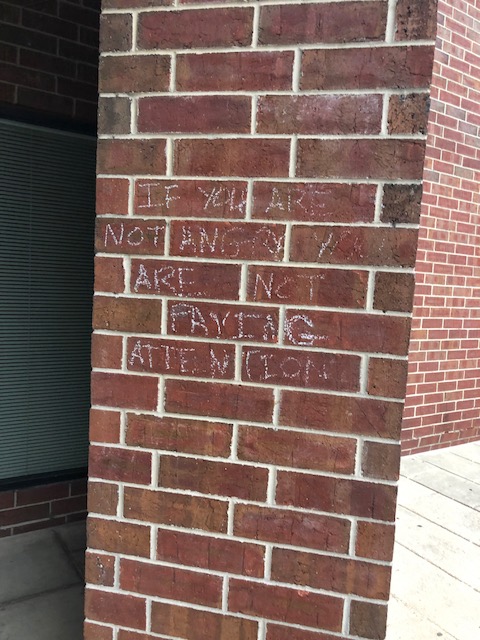 IF YOU ARE
NOT ANGRY YOU
ARE NOT
PAYING
ATTENTION